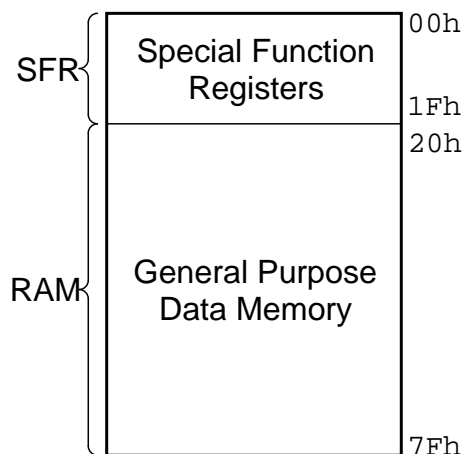 00h
SFR
Special Function
Registers
1Fh
20h
RAM
General Purpose
Data Memory
7Fh